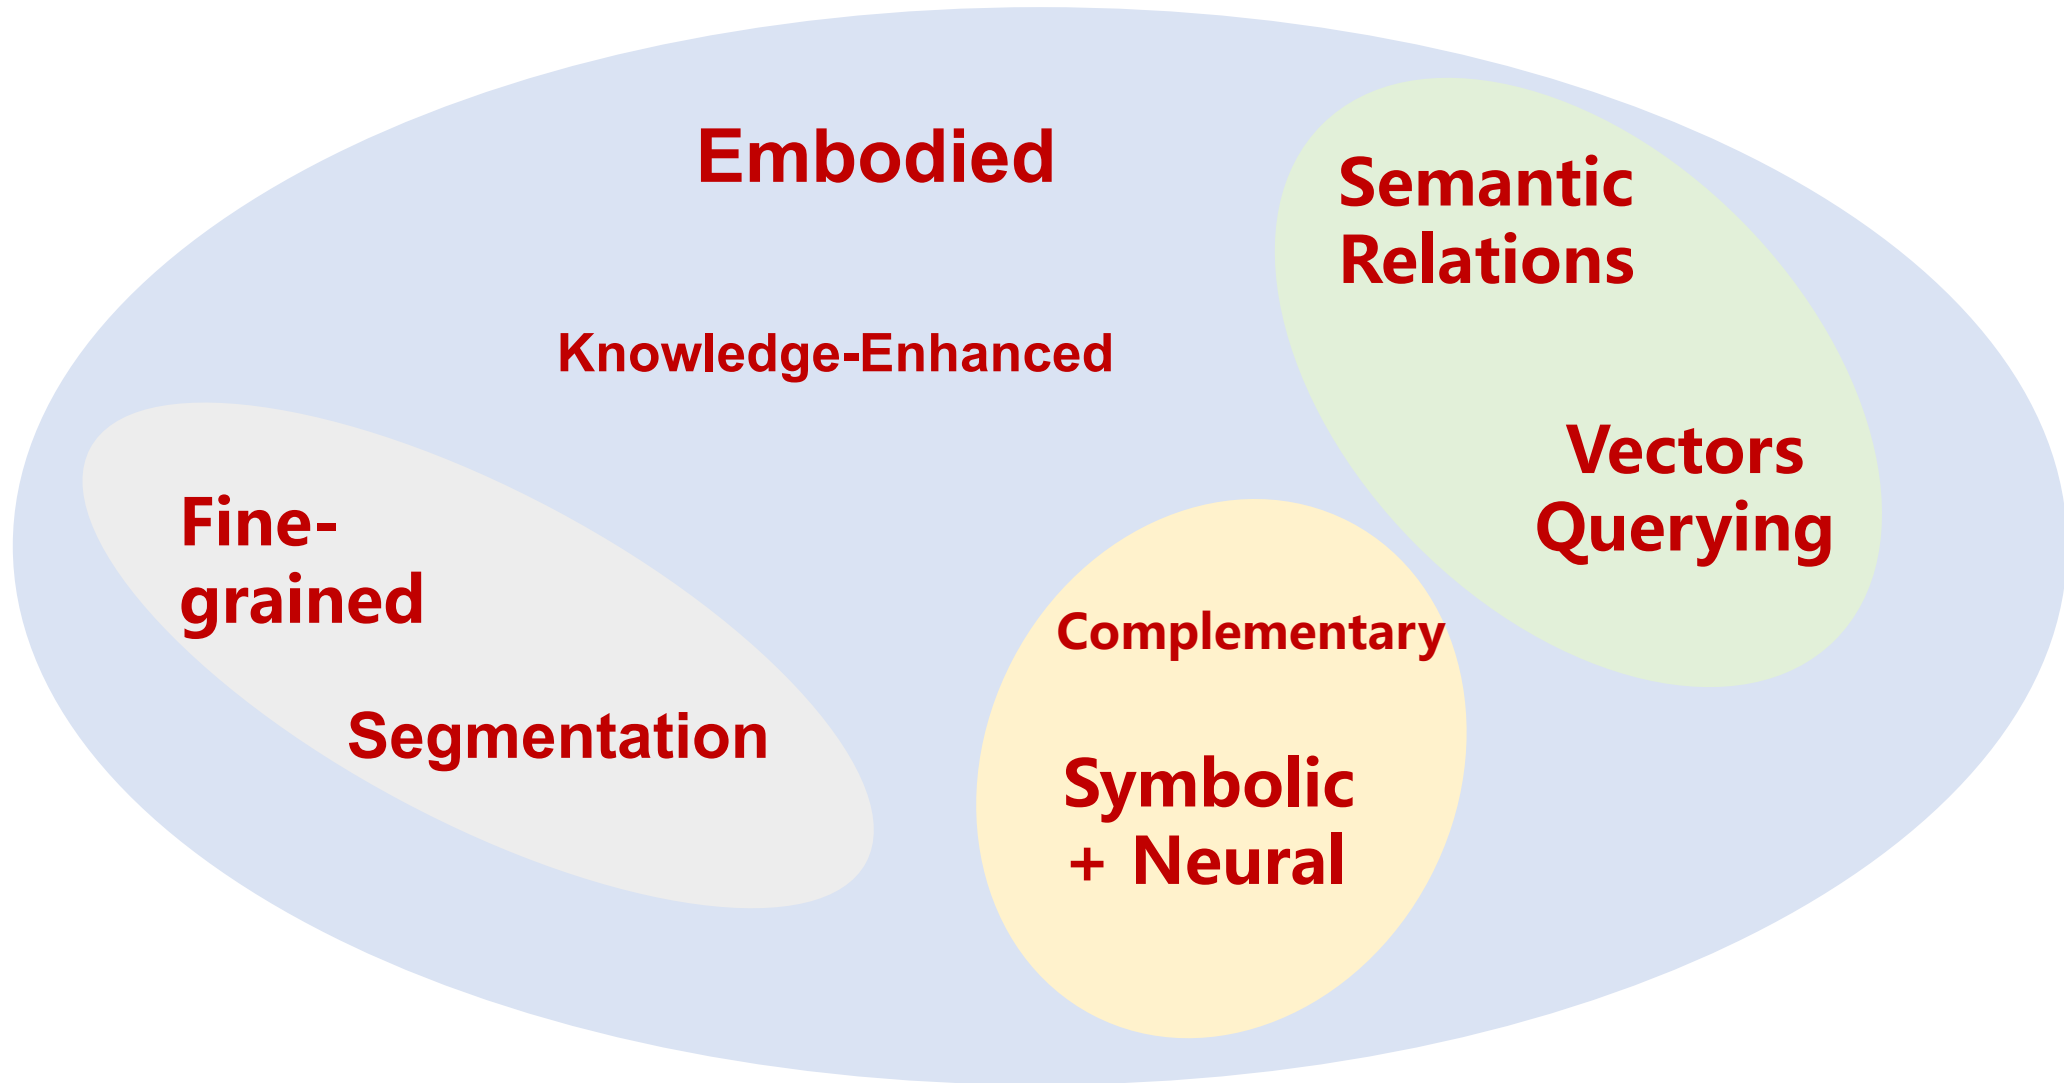 Embodied
Semantic
Relations
Knowledge-Enhanced
Vectors
Querying
Fine-
grained
Complementary
Segmentation
Symbolic
+ Neural